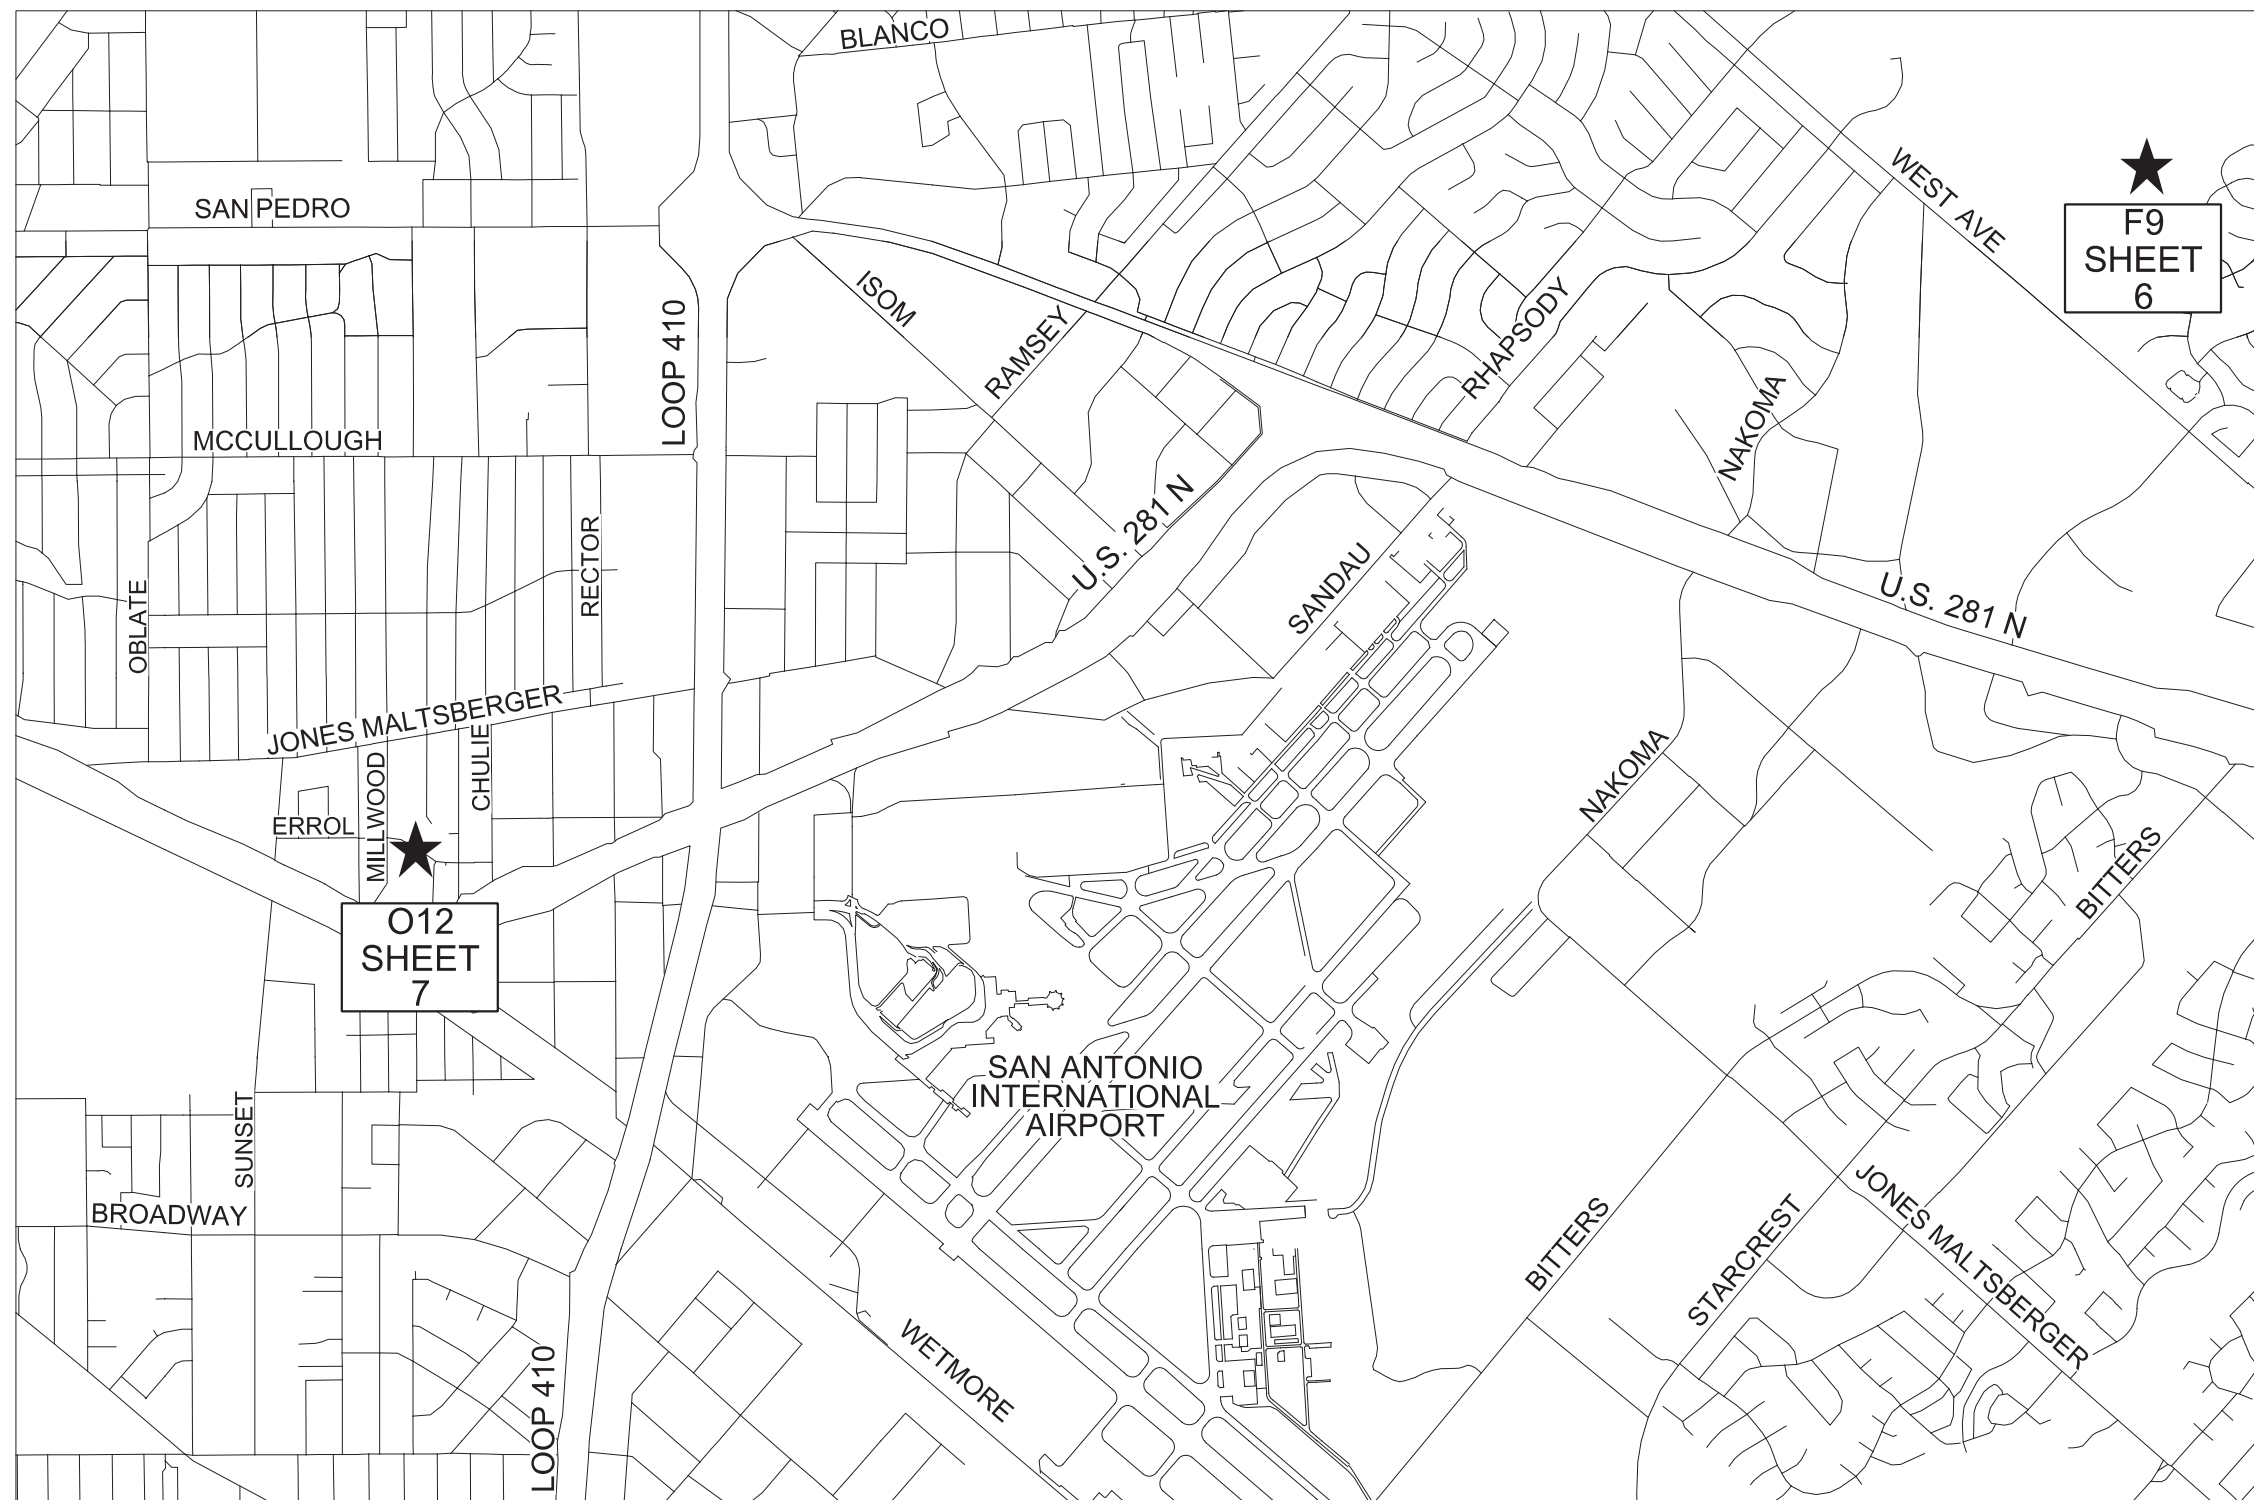 BLANCO
WEST AVE
SAN PEDRO
F9
SHEET
6
ISOM
RAMSEY
RHAPSODY
LOOP 410
NAKOMA
MCCULLOUGH
U.S. 281 N
RECTOR
SANDAU
OBLATE
U.S. 281 N
JONES MALTSBERGER
CHULIE
MILLWOOD
NAKOMA
ERROL
BITTERS
O12
SHEET
7
SAN ANTONIO
INTERNATIONAL
AIRPORT
SUNSET
BROADWAY
BITTERS
STARCREST
JONES MALTSBERGER
WETMORE
LOOP 410